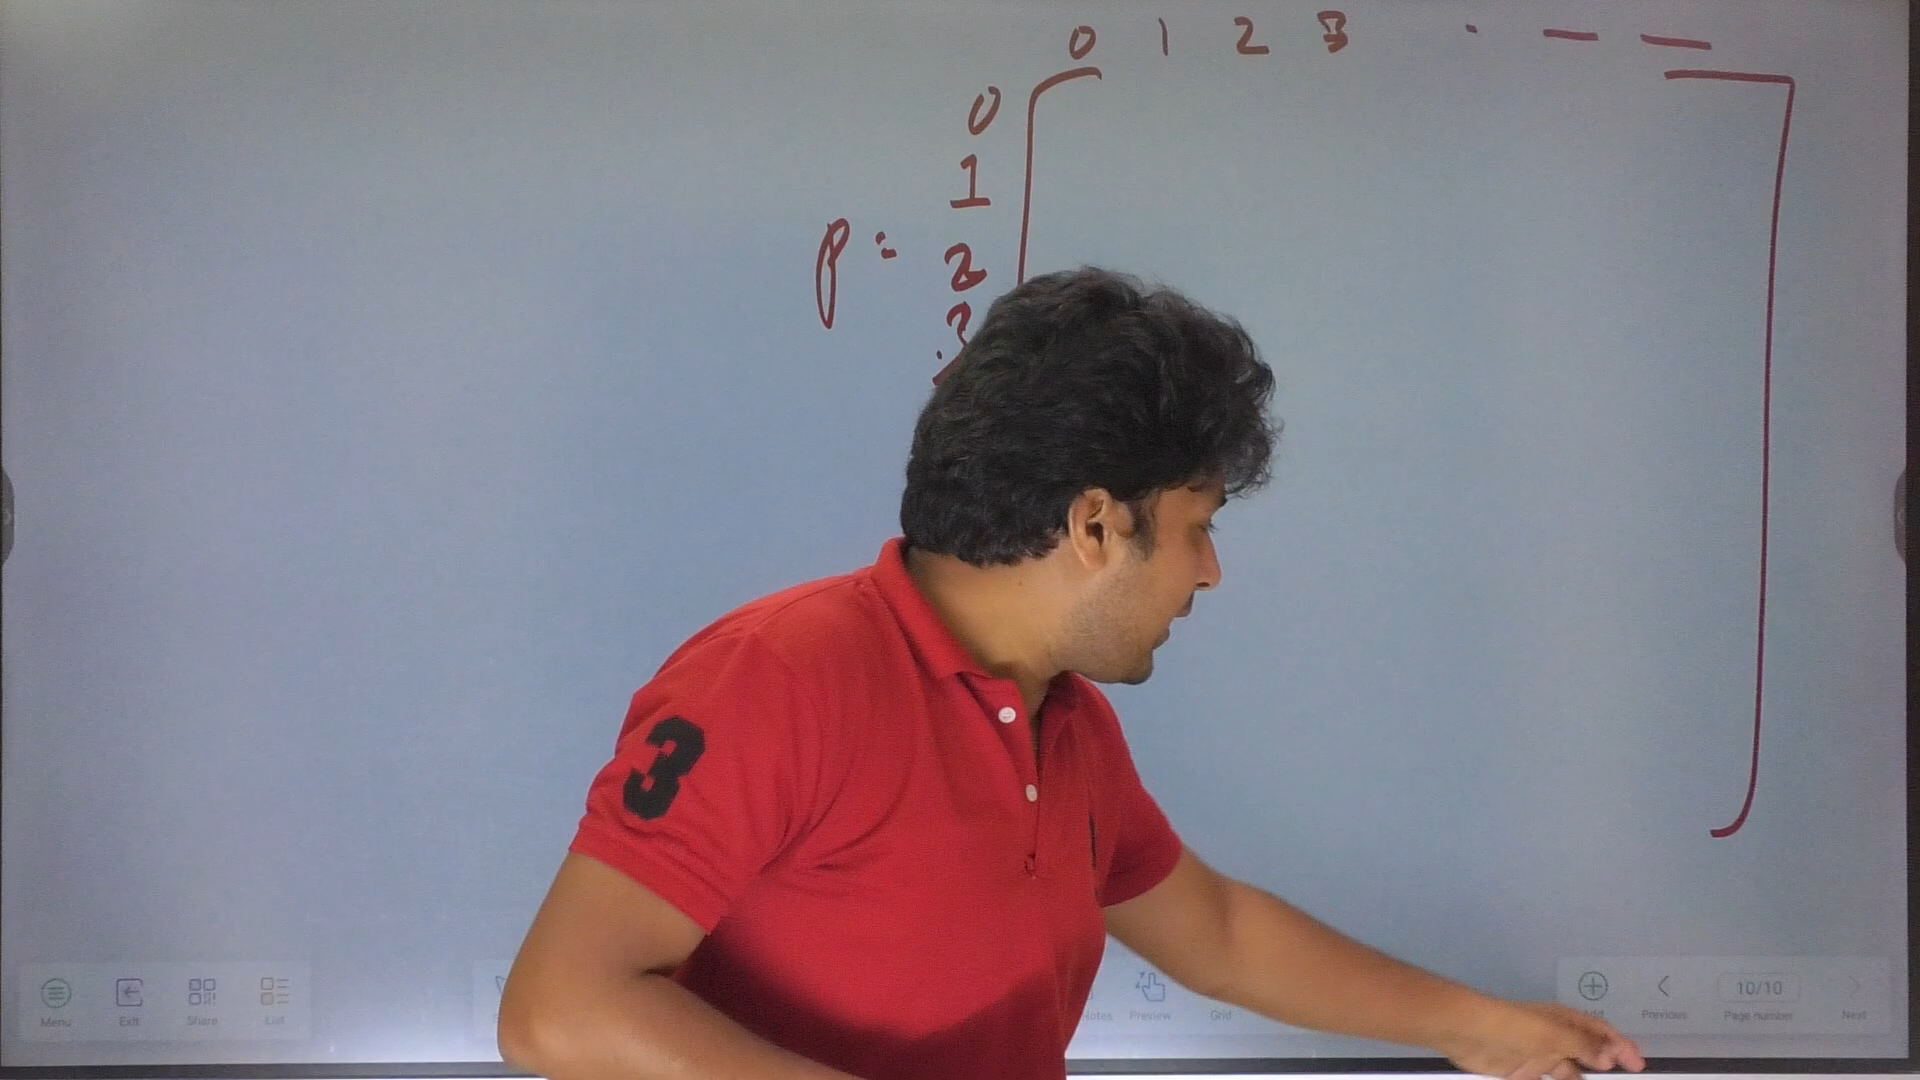 0 1 2 3 . — —
0
1
P = 2
3
3
Menu Exit Share List Preview Grid Previous 10/10 Page number Next